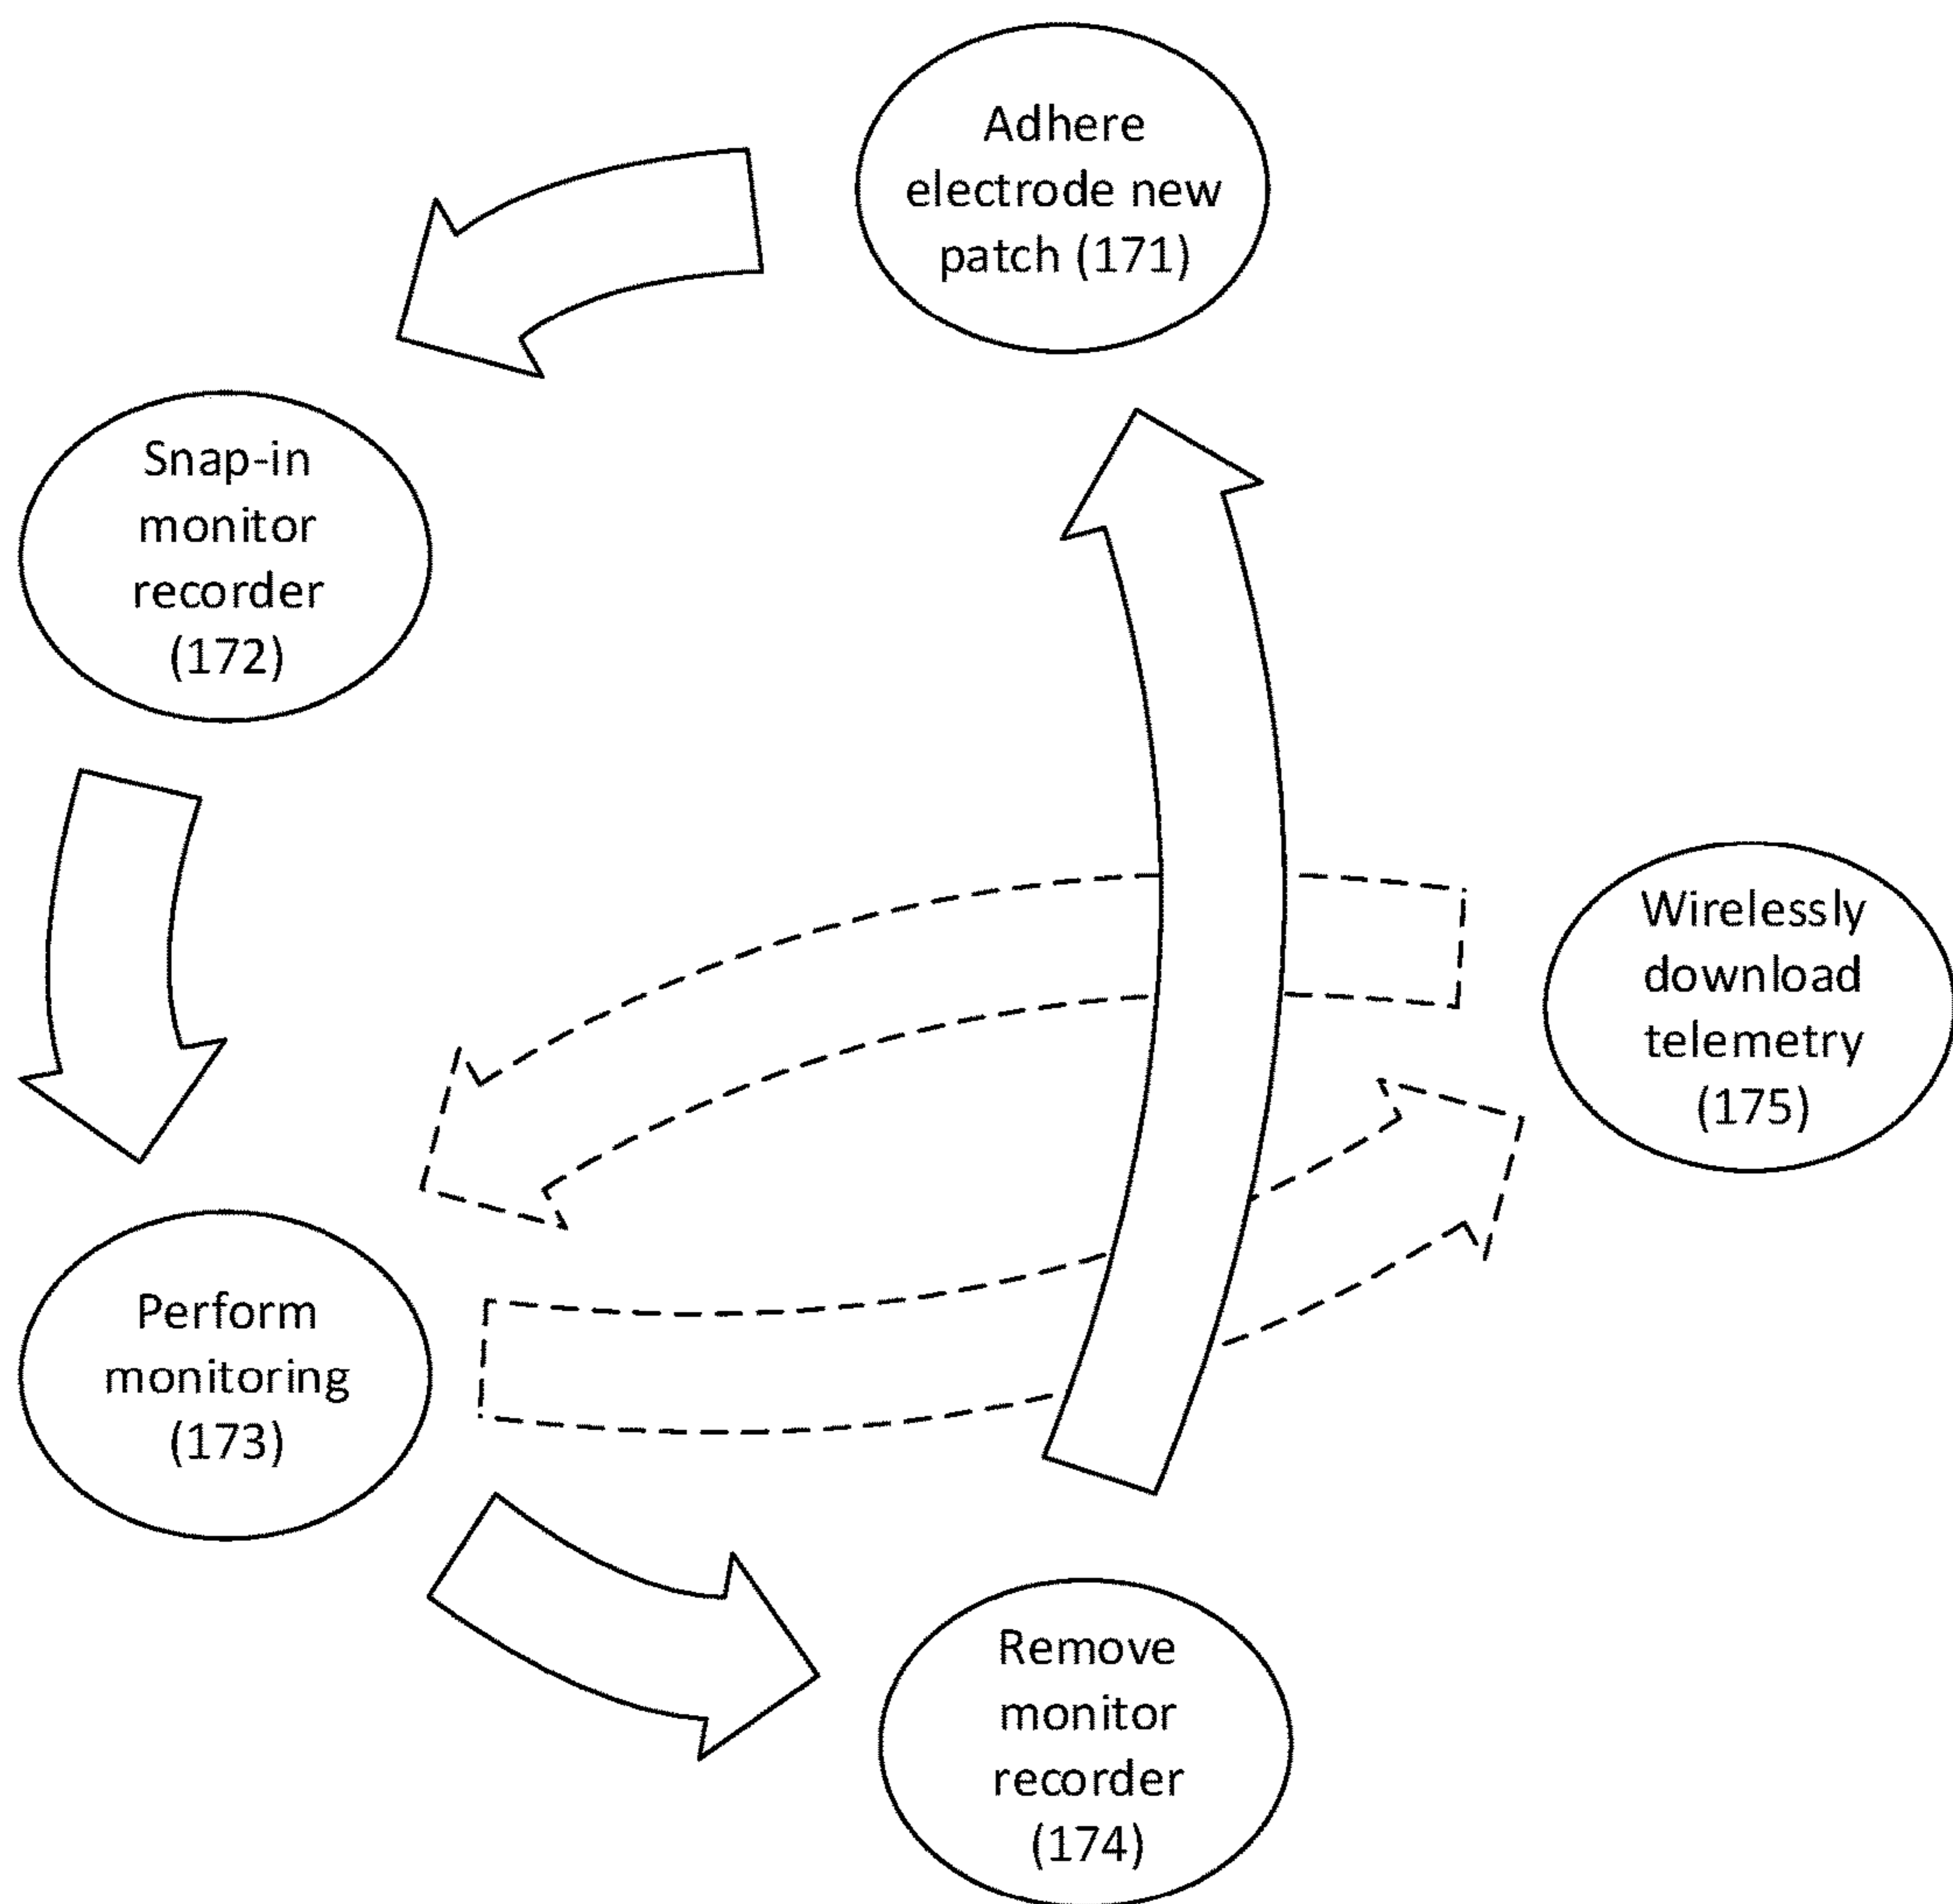 Adhere
electrode new
patch (171)
Snap-in
monitor
recorder
(172)
Wirelessly
download
telemetry
(175)
Perform
monitoring
(173)
Remove
monitor
recorder
(174)